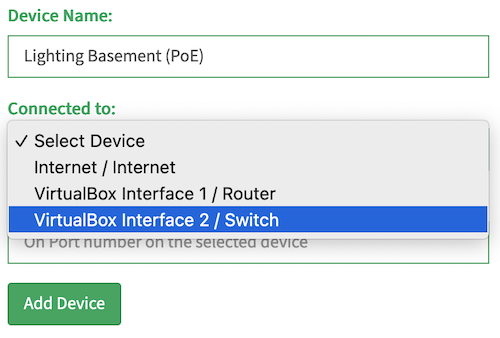 Device Name:
Lighting Basement (PoE)
Connected to:
✓ Select Device
Internet / Internet
VirtualBox Interface 1 / Router
VirtualBox Interface 2 / Switch
On Port number on the selected device
Add Device